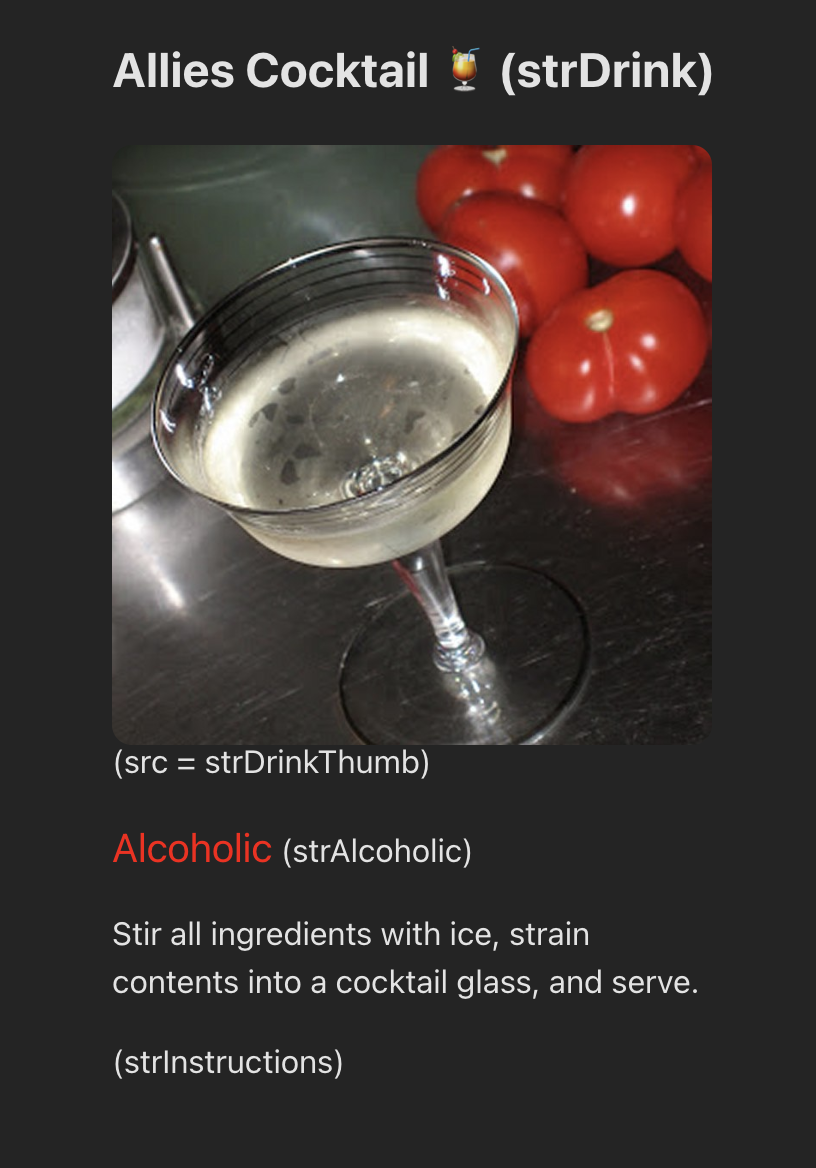 Allies Cocktail 🍹 (strDrink)
(src = strDrinkThumb)
Alcoholic (strAlcoholic)
Stir all ingredients with ice, strain
contents into a cocktail glass, and serve.
(strInstructions)